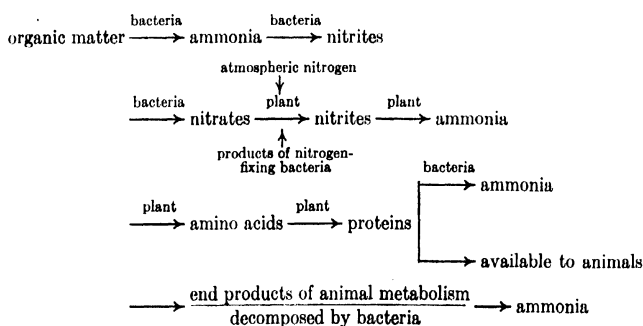 bacteria bacteria
organic matter ammonia nitrites
atmospheric nitrogen
bacteria plant plant
nitrates nitrites ammonia
products of nitrogen-
fixing bacteria
bacteria
ammonia
plant plant
amino acids proteins
available to animals
end products of animal metabolism
decomposed by bacteria
ammonia